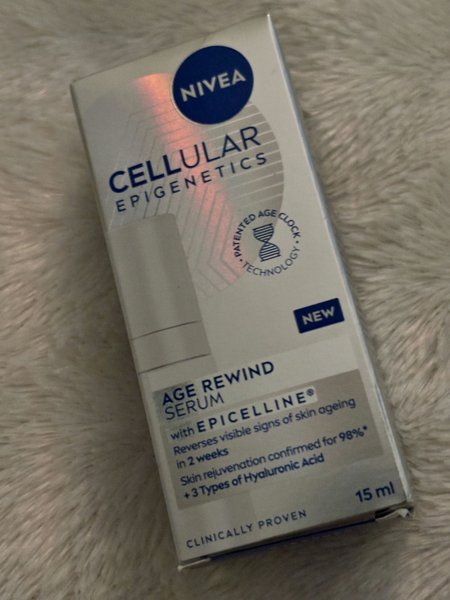 NIVEA
CELLULAR
EPIGENETICS
• PATENTED AGE CLOCK •
TECHNOLOGY
NEW
AGE REWIND
SERUM
with EPICELLINE®
Reverses visible signs of skin ageing
in 2 weeks
Skin rejuvenation confirmed for 98%*
+ 3 Types of Hyaluronic Acid
15 ml
CLINICALLY PROVEN